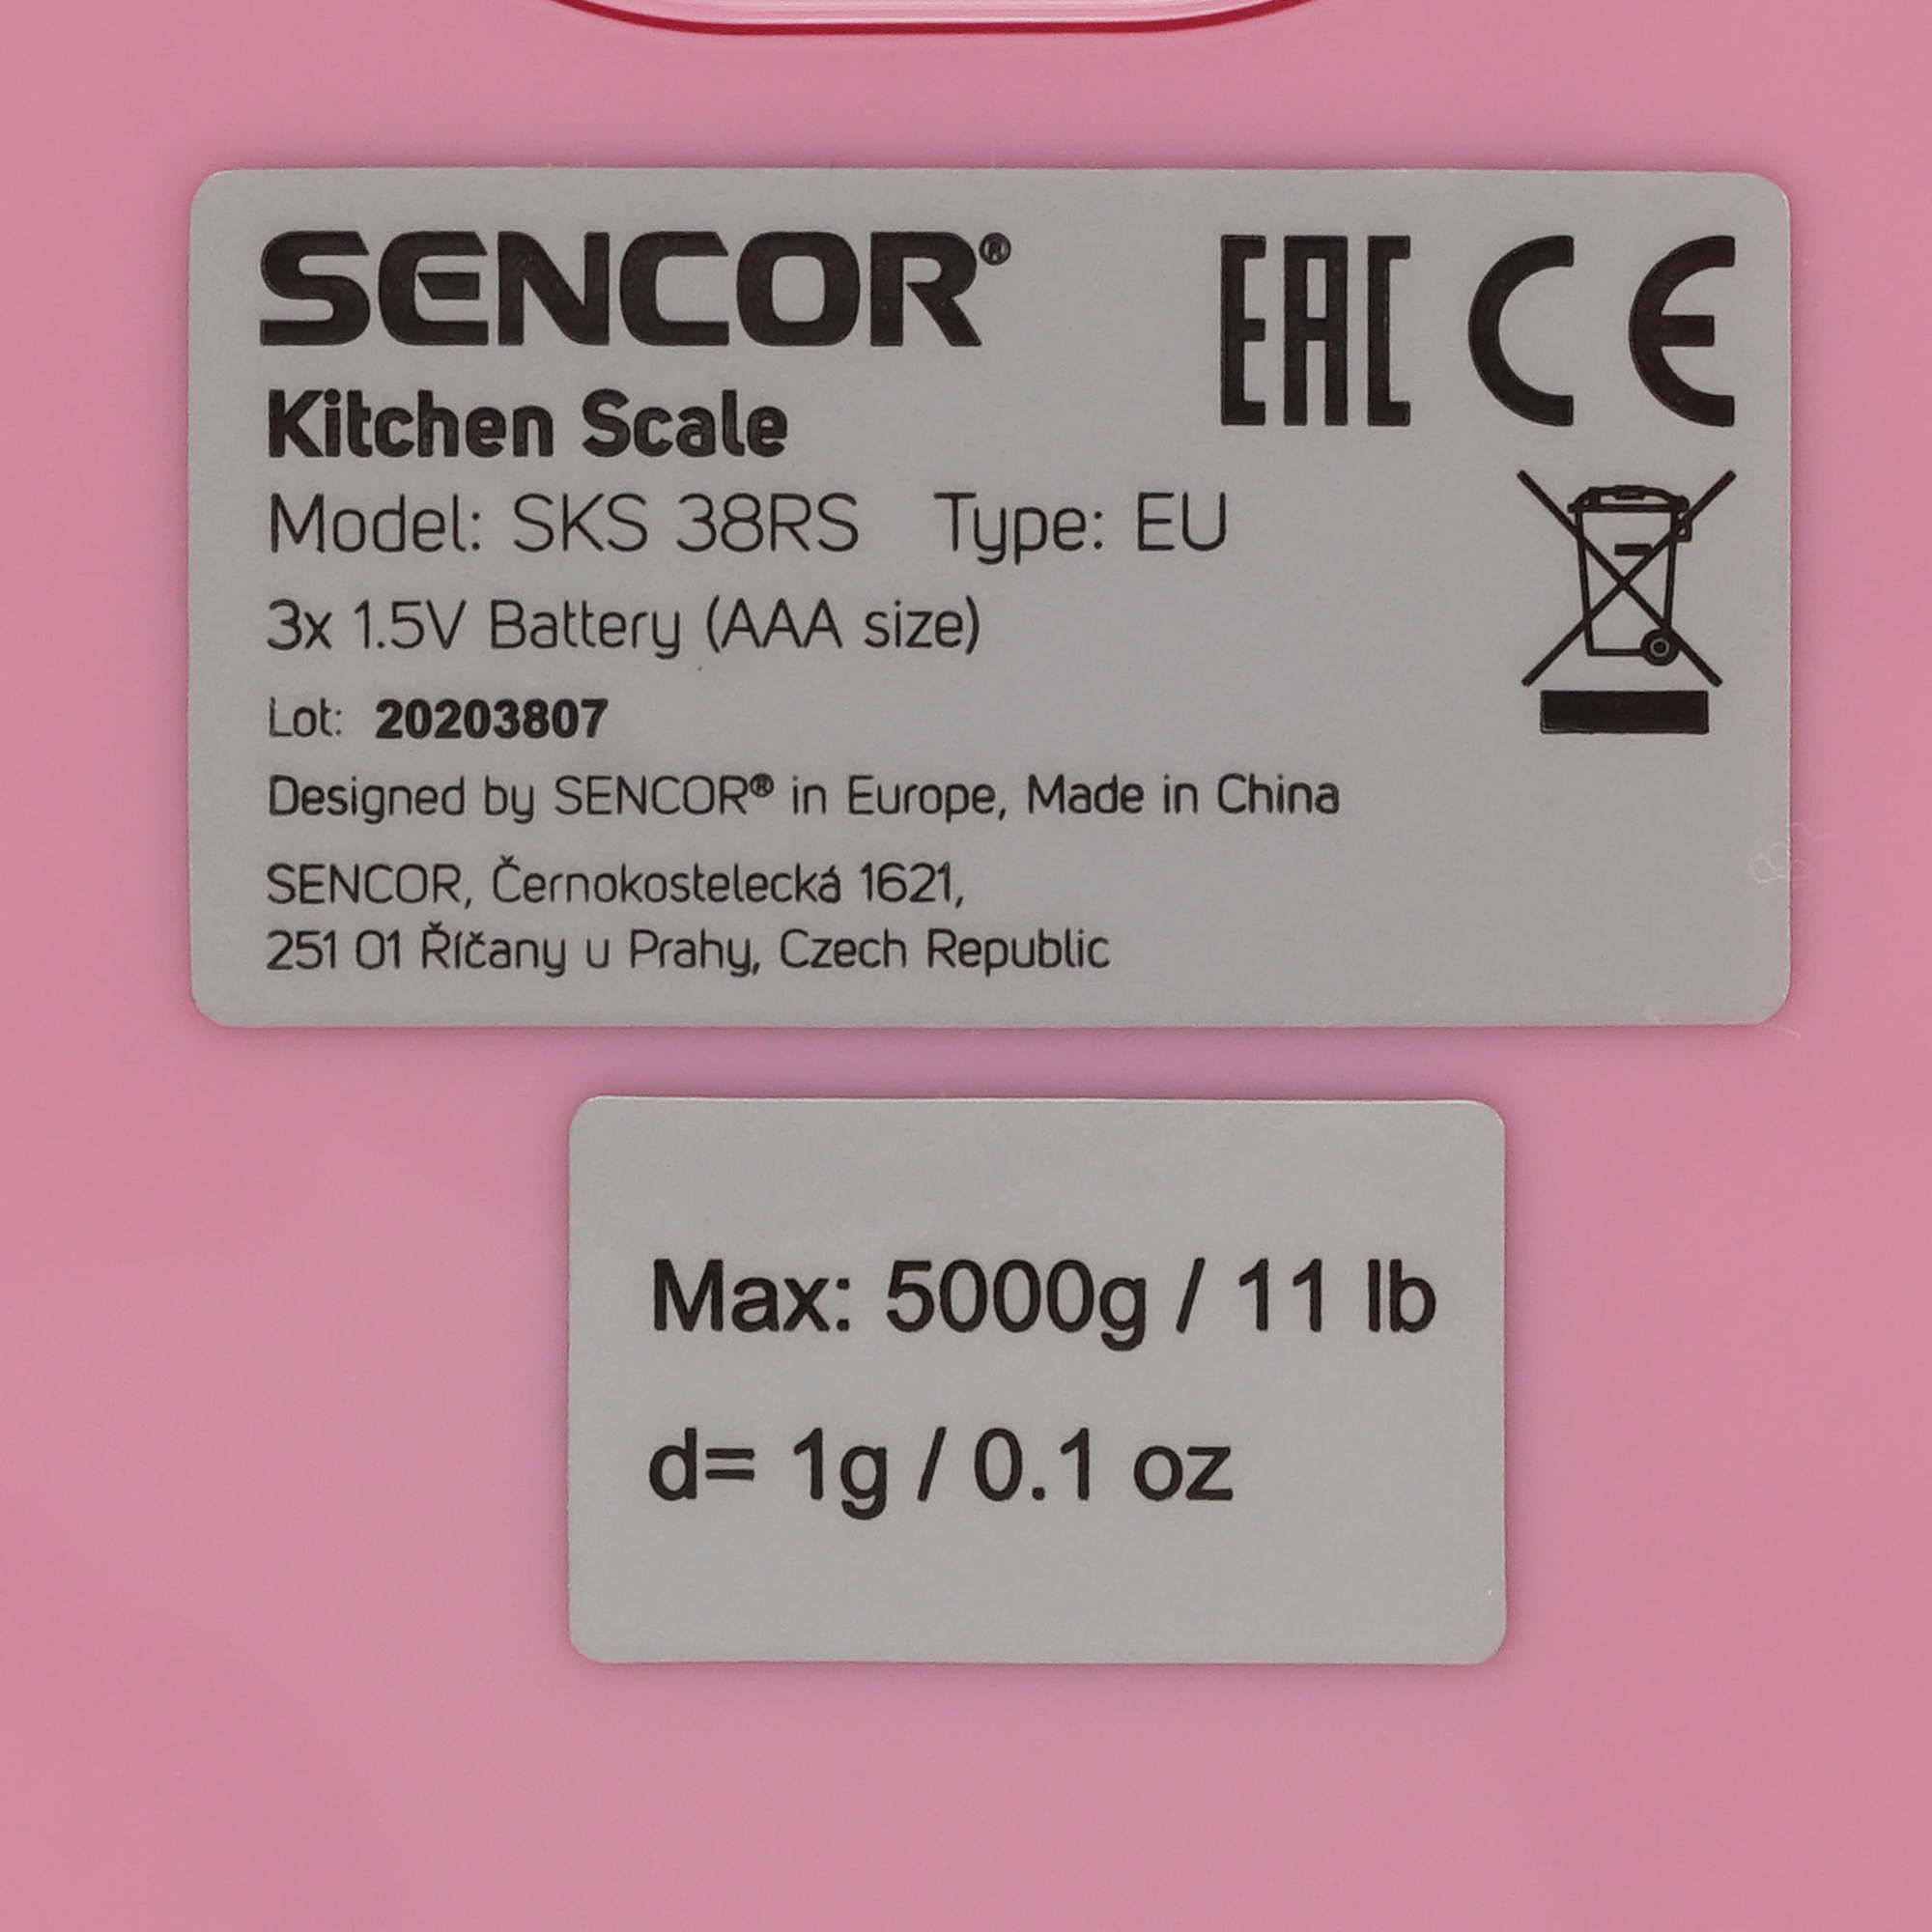 SENCOR®
EAC CE
Kitchen Scale
Model: SKS 38RS Type: EU
3x 1.5V Battery (AAA size)
Lot: 20203807
Designed by SENCOR® in Europe, Made in China
SENCOR, Černokostelecká 1621,
251 01 Říčany u Prahy, Czech Republic
Max: 5000g / 11 lb
d= 1g / 0.1 oz